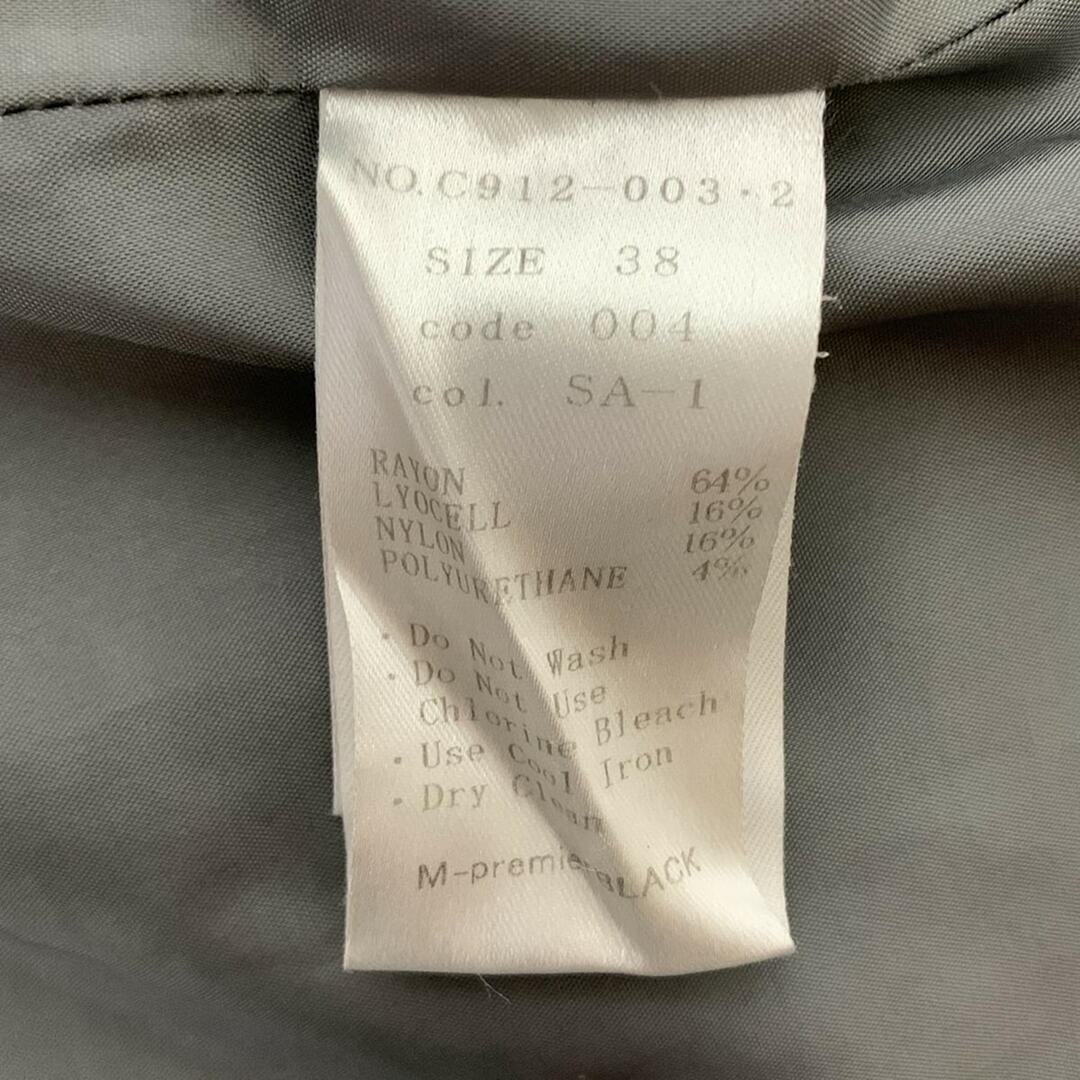 NO.C912-003・2
SIZE 38
code 004
col. SA-1
RAYON 64%
LYOCELL 16%
NYLON 16%
POLYURETHANE 4%
・Do Not Wash
・Do Not Use
Chlorine Bleach
・Use Cool Iron
・Dry Clean
M-premier BLACK